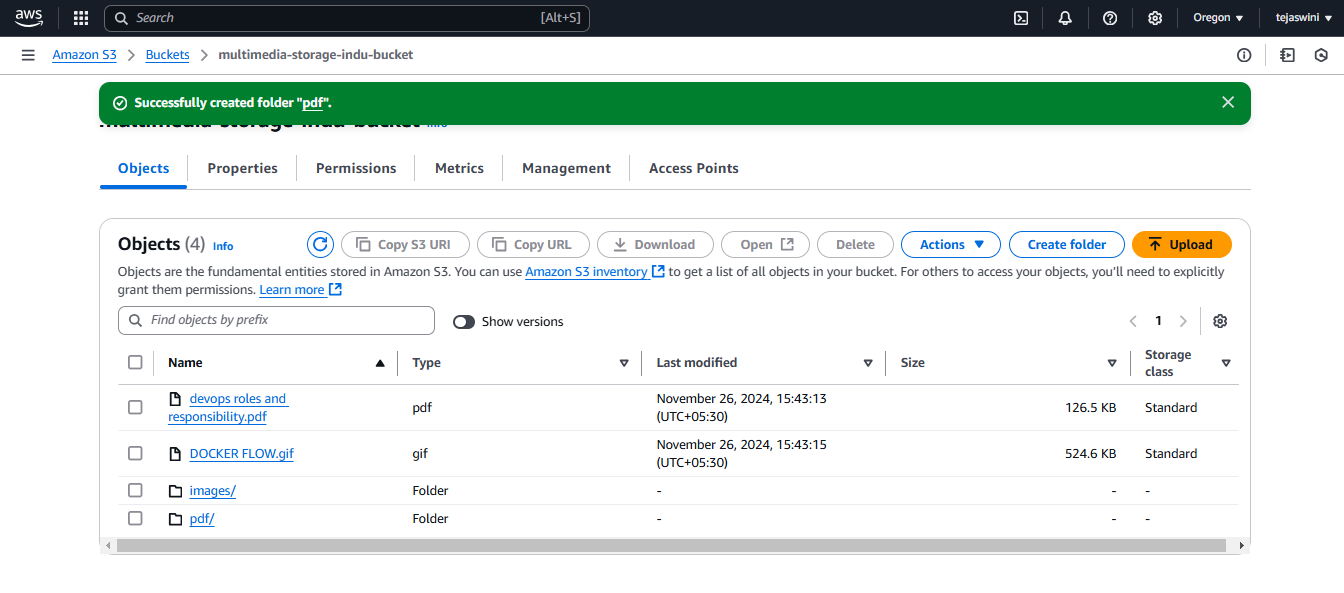 aws
Search [Alt+S]
Oregon ▼ tejaswini ▼
Amazon S3 > Buckets > multimedia-storage-indu-bucket
Successfully created folder "pdf".
multimedia-storage-indu-bucket Info
Objects Properties Permissions Metrics Management Access Points
Objects (4) Info Copy S3 URI Copy URL Download Open Delete Actions ▼ Create folder Upload
Objects are the fundamental entities stored in Amazon S3. You can use Amazon S3 inventory to get a list of all objects in your bucket. For others to access your objects, you'll need to explicitly
grant them permissions. Learn more
Find objects by prefix Show versions 1
Name Type Last modified Size Storage class
devops roles and responsibility.pdf pdf November 26, 2024, 15:43:13 (UTC+05:30) 126.5 KB Standard
DOCKER FLOW.gif gif November 26, 2024, 15:43:15 (UTC+05:30) 524.6 KB Standard
images/ Folder - - -
pdf/ Folder - - -